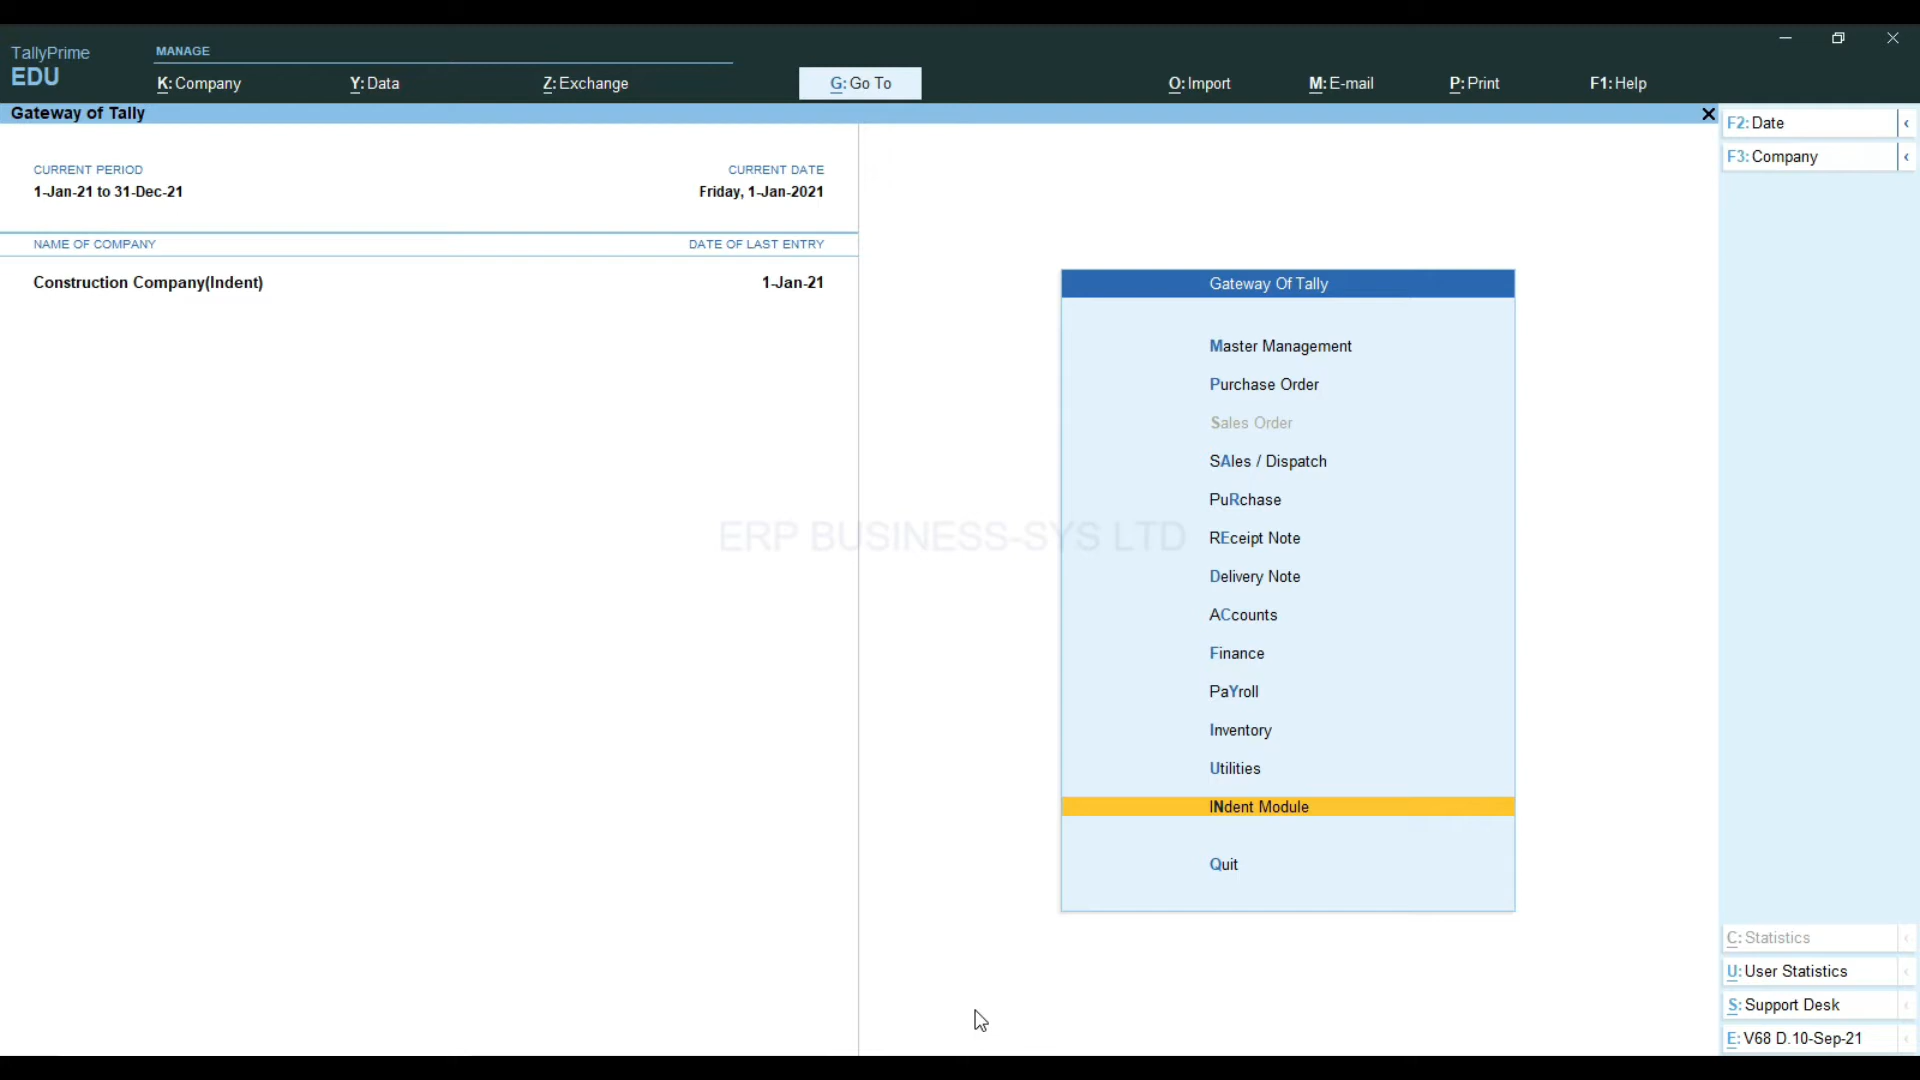 TallyPrime
EDU
MANAGE
K: Company
Y: Data
Z: Exchange
G: Go To
O: Import
M: E-mail
P: Print
F1: Help
Gateway of Tally
F2: Date
F3: Company
CURRENT PERIOD
CURRENT DATE
1-Jan-21 to 31-Dec-21
Friday, 1-Jan-2021
NAME OF COMPANY
DATE OF LAST ENTRY
Construction Company(Indent)
1-Jan-21
Gateway Of Tally
Master Management
Purchase Order
Sales Order
SAles / Dispatch
PuRchase
REceipt Note
Delivery Note
ACcounts
Finance
PaYroll
Inventory
Utilities
INdent Module
Quit
ERP BUSINESS-SYS LTD
C: Statistics
U: User Statistics
S: Support Desk
E: V68 D.10-Sep-21